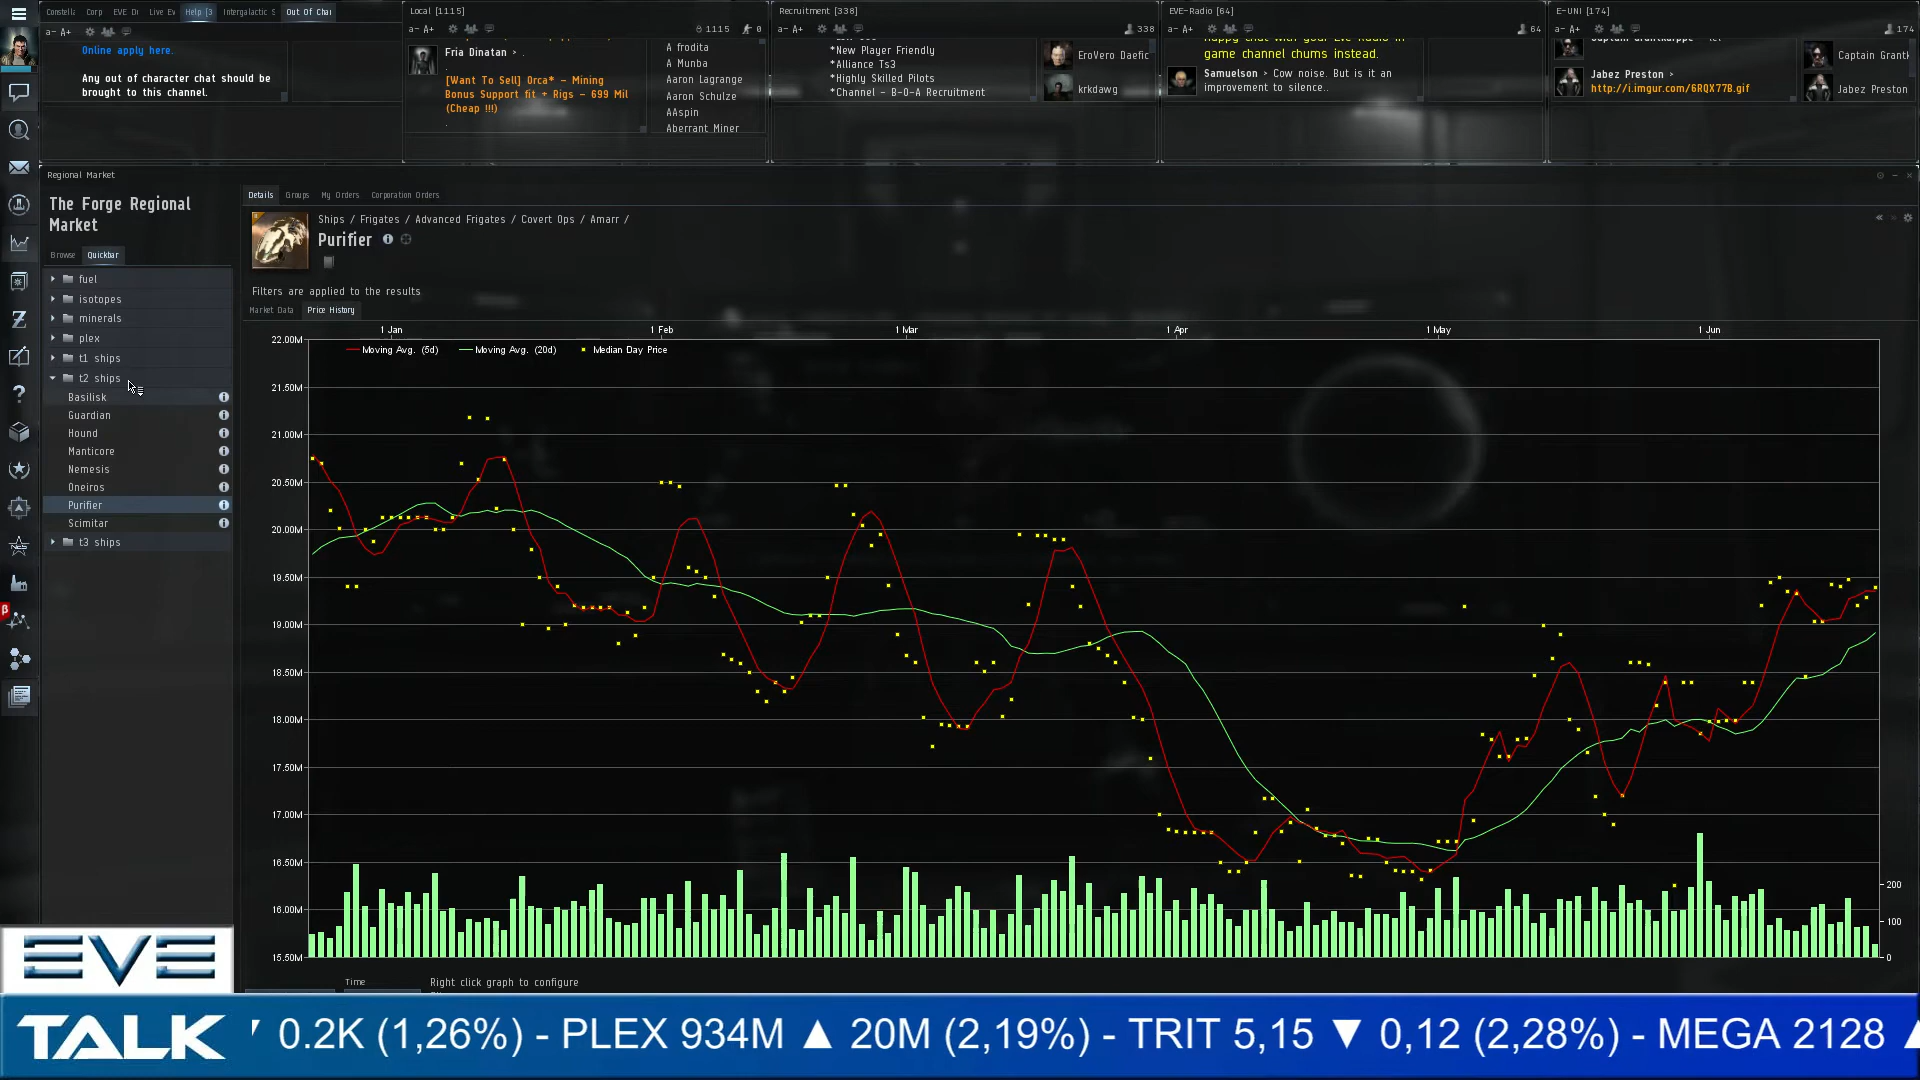 Corp
Help [3
Out Of Char
a- A+
Online apply here.
Any out of character chat should be
brought to this channel.
Local [1115]
a- A+
1115
0
Fria Dinatan > .
[Want To Sell] Orca* - Mining
Bonus Support fit + Rigs - 699 Mil
(Cheap !!!)
A frodita
A Munba
Aaron Lagrange
Aaron Schulze
AAspin
Aberrant Miner
Recruitment [338]
a- A+
338
*New Player Friendly
*Alliance Ts3
*Highly Skilled Pilots
*Channel - B-O-A Recruitment
EroVero Daefic
krkdawg
EVE-Radio [64]
a- A+
64
game channel chums instead.
Samuelson > Cow noise. But is it an
improvement to silence..
E-UNI [174]
a- A+
174
Jabez Preston >
http://i.imgur.com/6RQX77B.gif
Captain Grantk
Jabez Preston
Regional Market
The Forge Regional
Market
Browse
Quickbar
fuel
isotopes
minerals
plex
t1 ships
t2 ships
Basilisk
Guardian
Hound
Manticore
Nemesis
Oneiros
Purifier
Scimitar
t3 ships
Details
Groups
My Orders
Corporation Orders
Ships / Frigates / Advanced Frigates / Covert Ops / Amarr /
Purifier
Filters are applied to the results
Market Data
Price History
1 Jan
1 Feb
1 Mar
1 Apr
1 May
1 Jun
Moving Avg. (5d)
Moving Avg. (20d)
Median Day Price
22.00M
21.50M
21.00M
20.50M
20.00M
19.50M
19.00M
18.50M
18.00M
17.50M
17.00M
16.50M
16.00M
15.50M
200
100
0
Time
Right click graph to configure
EVE
TALK
▼ 0.2K (1,26%) - PLEX 934M ▲ 20M (2,19%) - TRIT 5,15 ▼ 0,12 (2,28%) - MEGA 2128 ▲